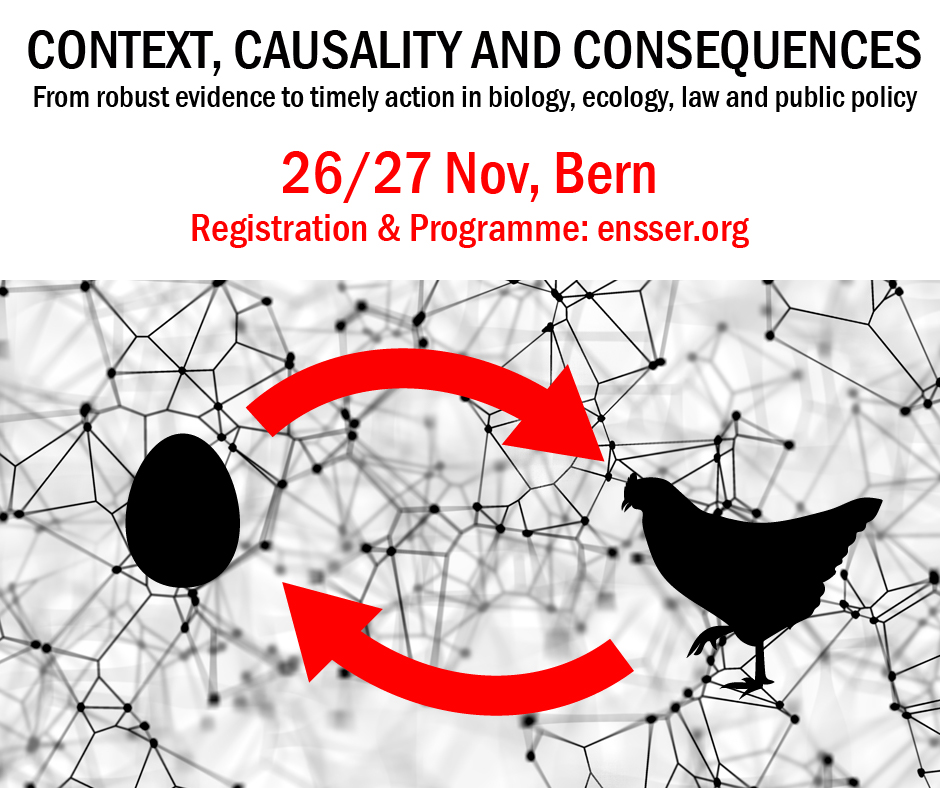 CONTEXT, CAUSALITY AND CONSEQUENCES
From robust evidence to timely action in biology, ecology, law and public policy
26/27 Nov, Bern
Registration & Programme: ensser.org